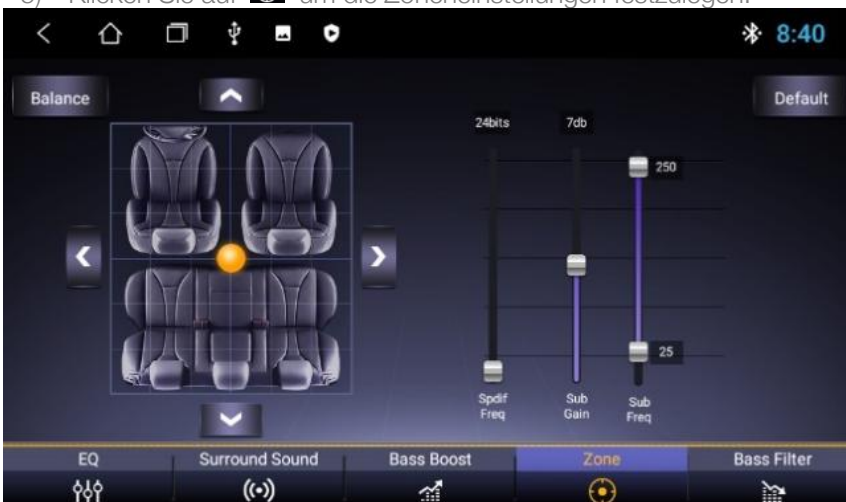 Klicken Sie auf um die Zoneneinstellungen festzulegen.
8:40
Balance
Default
24bits 7db
250
25
Spdif Freq
Sub Gain
Sub Freq
EQ Surround Sound Bass Boost Zone Bass Filter